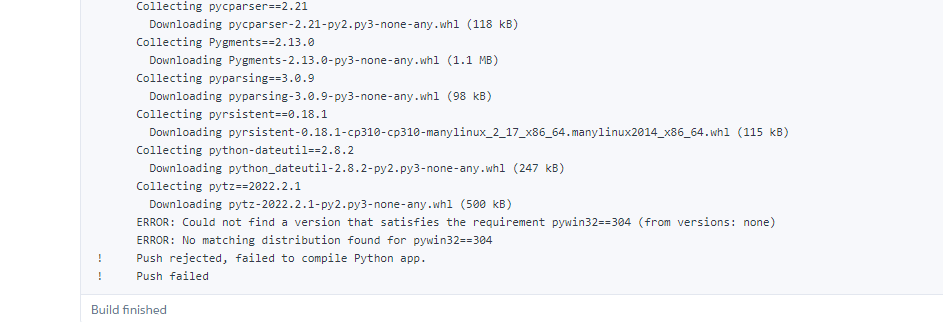 Collecting pycparser==2.21
Downloading pycparser-2.21-py2.py3-none-any.whl (118 kB)
Collecting Pygments==2.13.0
Downloading Pygments-2.13.0-py3-none-any.whl (1.1 MB)
Collecting pyparsing==3.0.9
Downloading pyparsing-3.0.9-py3-none-any.whl (98 kB)
Collecting pyrsistent==0.18.1
Downloading pyrsistent-0.18.1-cp310-cp310-manylinux_2_17_x86_64.manylinux2014_x86_64.whl (115 kB)
Collecting python-dateutil==2.8.2
Downloading python_dateutil-2.8.2-py2.py3-none-any.whl (247 kB)
Collecting pytz==2022.2.1
Downloading pytz-2022.2.1-py2.py3-none-any.whl (500 kB)
ERROR: Could not find a version that satisfies the requirement pywin32==304 (from versions: none)
ERROR: No matching distribution found for pywin32==304
! Push rejected, failed to compile Python app.
! Push failed
Build finished